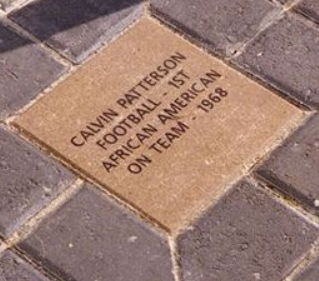 CALVIN PATTERSON
FOOTBALL - 1ST
AFRICAN AMERICAN
ON TEAM - 1968